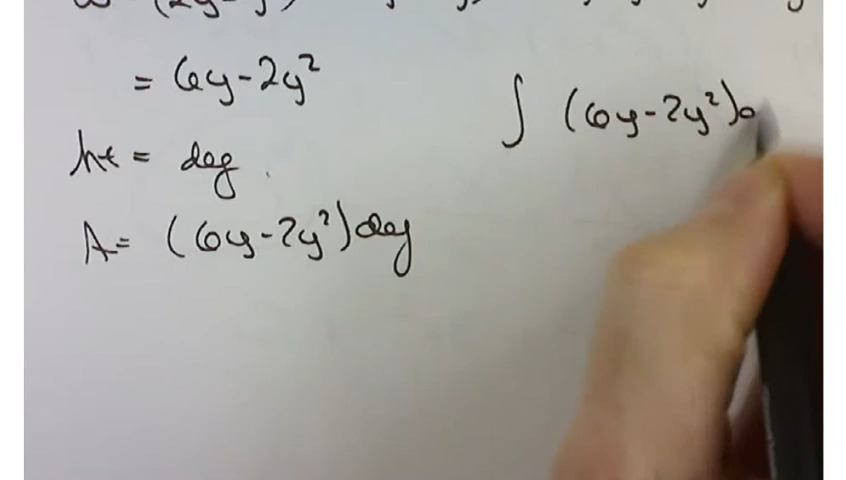 = 6y - 2y²
∫ (6y - 2y²)d
ht = dy
A = (6y - 2y²) dy